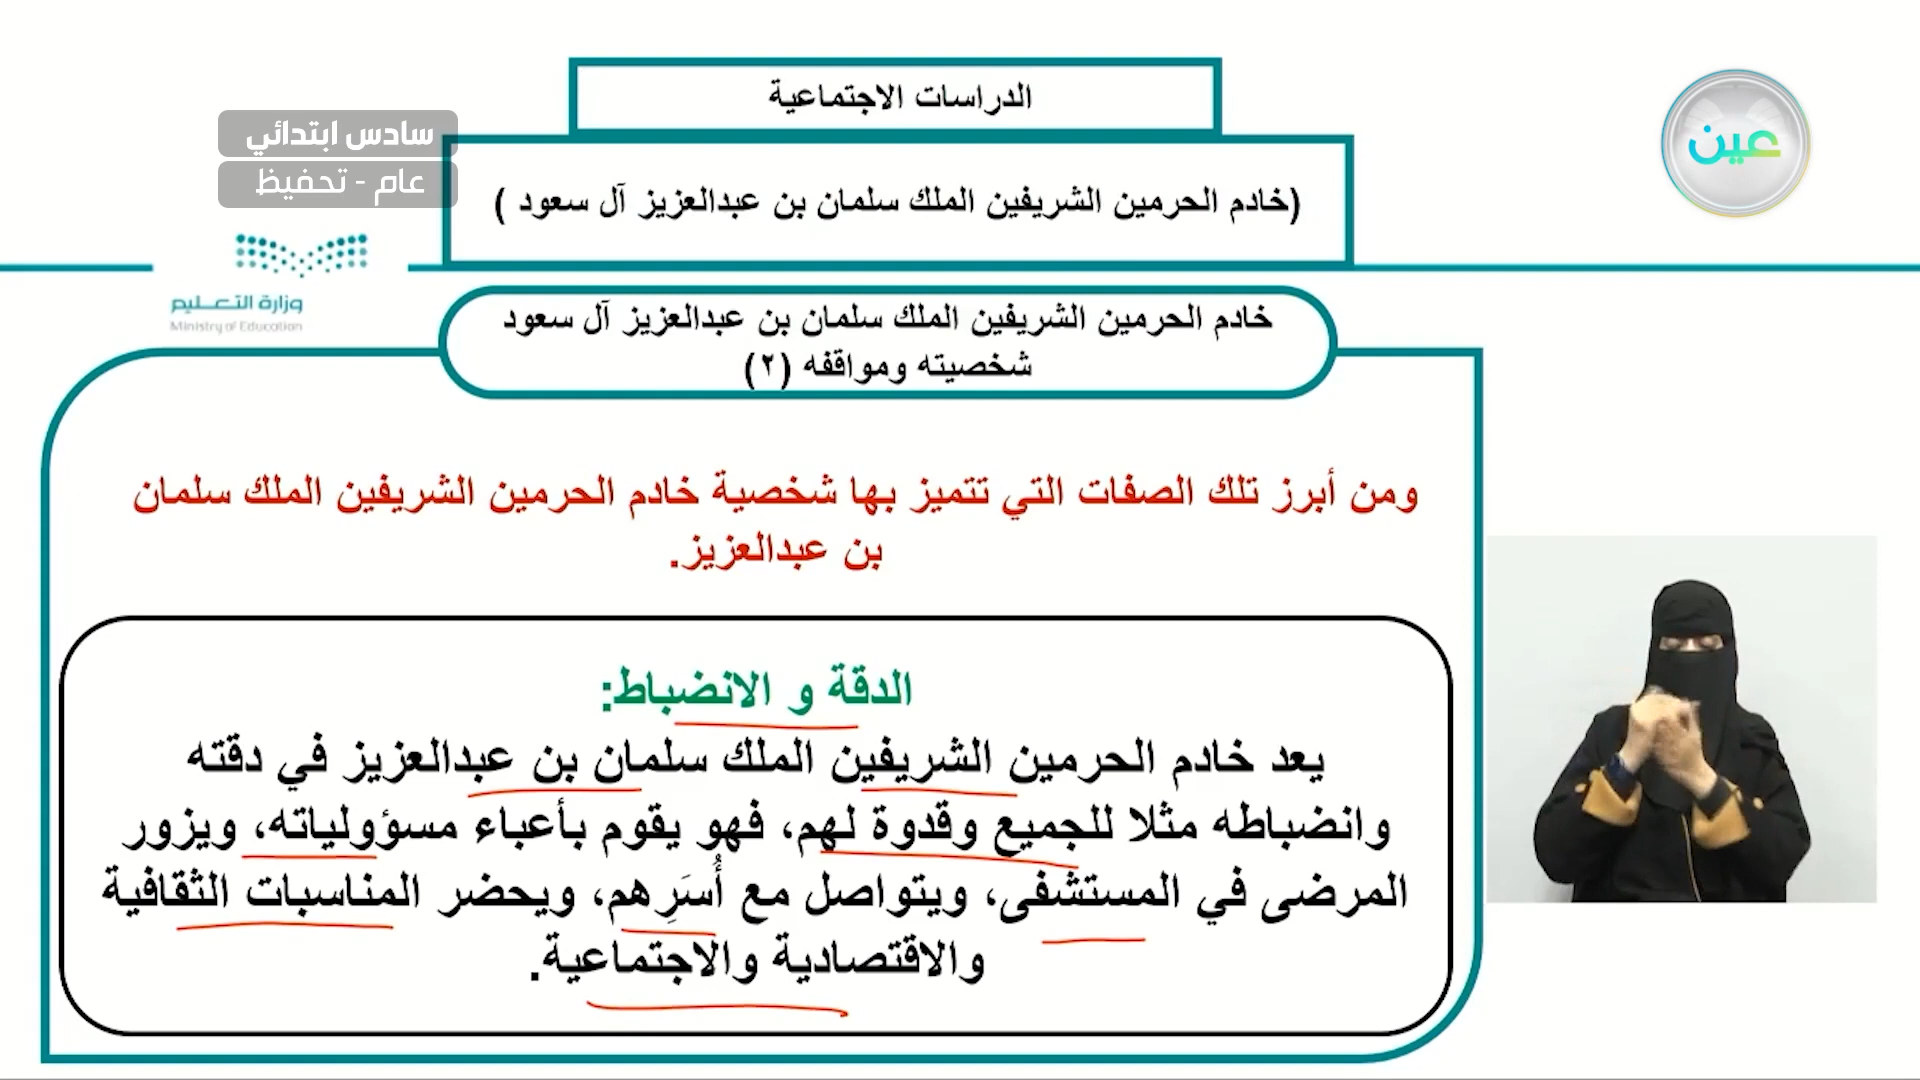 الدراسات الاجتماعية
عين
سادس ابتدائي
عام - تحفيظ
(خادم الحرمين الشريفين الملك سلمان بن عبدالعزيز آل سعود )
وزارة التعليم
Ministry of Education
خادم الحرمين الشريفين الملك سلمان بن عبدالعزيز آل سعود
شخصيته ومواقفه (٢)
ومن أبرز تلك الصفات التي تتميز بها شخصية خادم الحرمين الشريفين الملك سلمان
بن عبدالعزيز.
الدقة و الانضباط:
يعد خادم الحرمين الشريفين الملك سلمان بن عبدالعزيز في دقته
وانضباطه مثلا للجميع وقدوة لهم، فهو يقوم بأعباء مسؤولياته، ويزور
المرضى في المستشفى، ويتواصل مع أُسَرِهم، ويحضر المناسبات الثقافية
والاقتصادية والاجتماعية.